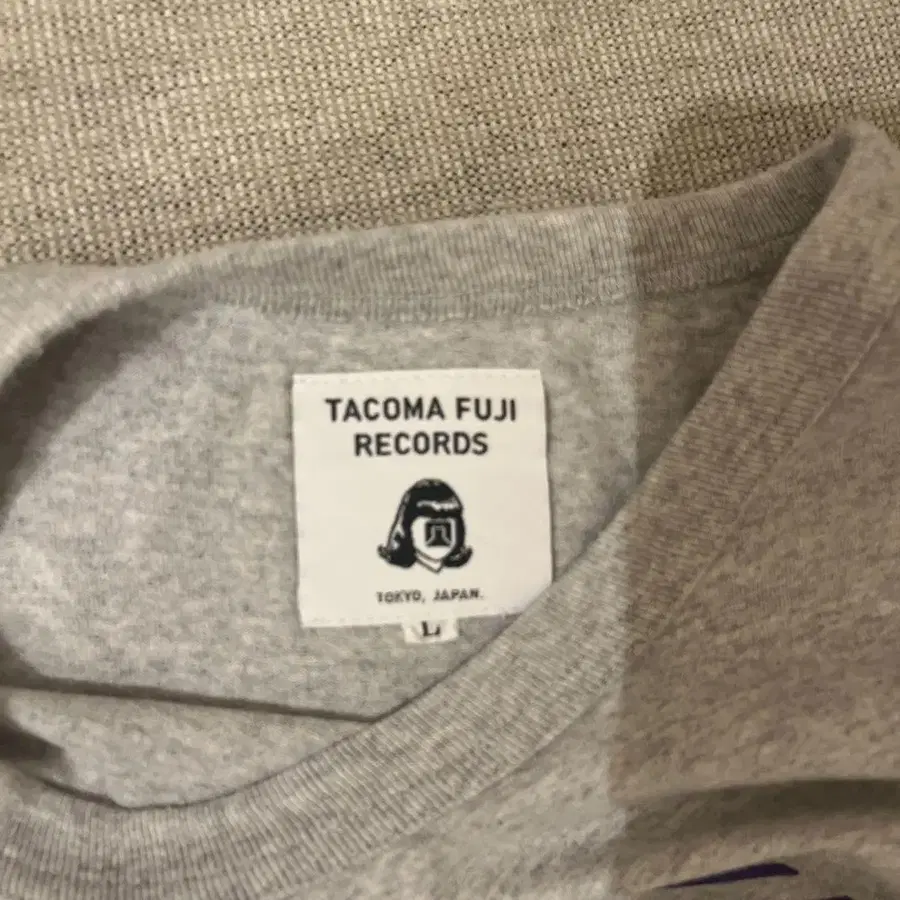 TACOMA FUJI
RECORDS
TOKYO, JAPAN.
L